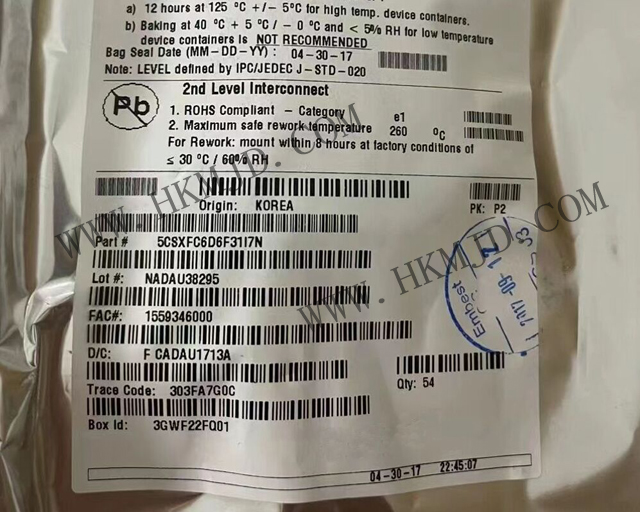 a) 12 hours at 125 °C +/- 5°C for high temp. device containers.
b) Baking at 40 °C + 5 °C / - 0 °C and < 5% RH for low temperature
device containers is NOT RECOMMENDED
Bag Seal Date (MM-DD-YY) : 04-30-17
Note: LEVEL defined by IPC/JEDEC J-STD-020
2nd Level Interconnect
Pb
1. ROHS Compliant - Category e1
2. Maximum safe rework temperature 260 °C
For Rework: mount within 8 hours at factory conditions of
≤ 30 °C / 60% RH
Origin: KOREA
PK: P2
Part # 5CSXFC6D6F31I7N
Lot #: NADAU38295
FAC#: 1559346000
D/C: F CADAU1713A
Qty: 54
Trace Code: 303FA7G0C
Box Id: 3GWF22FQ01
04-30-17 22:45:07
Embest
WWW.HKMJD.COM
WWW.HKMJD.COM